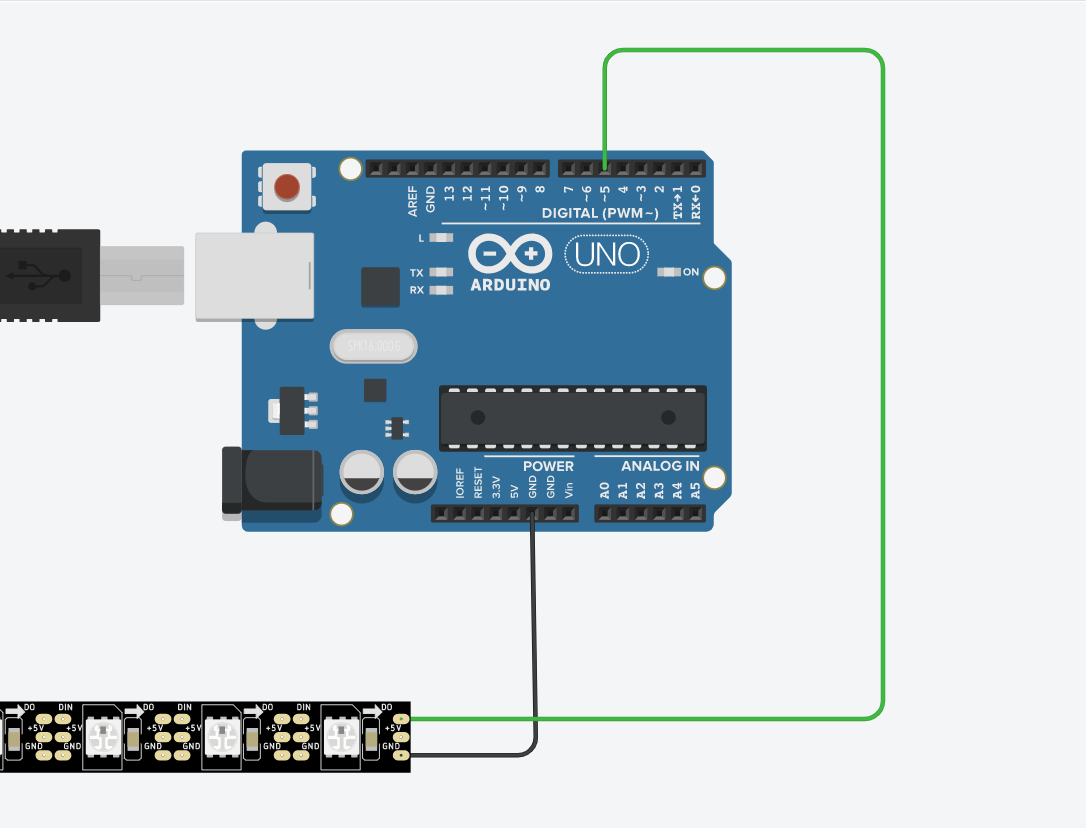 AREF
GND
13
12
~11
~10
~9
8
7
~6
~5
4
~3
2
TX→1
RX←0
DIGITAL (PWM~)
L
TX
RX
UNO
ON
ARDUINO
SPK16.000G
POWER
ANALOG IN
IOREF
RESET
3.3V
5V
GND
GND
Vin
A0
A1
A2
A3
A4
A5
DO DIN DO DIN DO DIN DO
+5V +5V +5V +5V +5V +5V +5V
GND GND GND GND GND GND GND